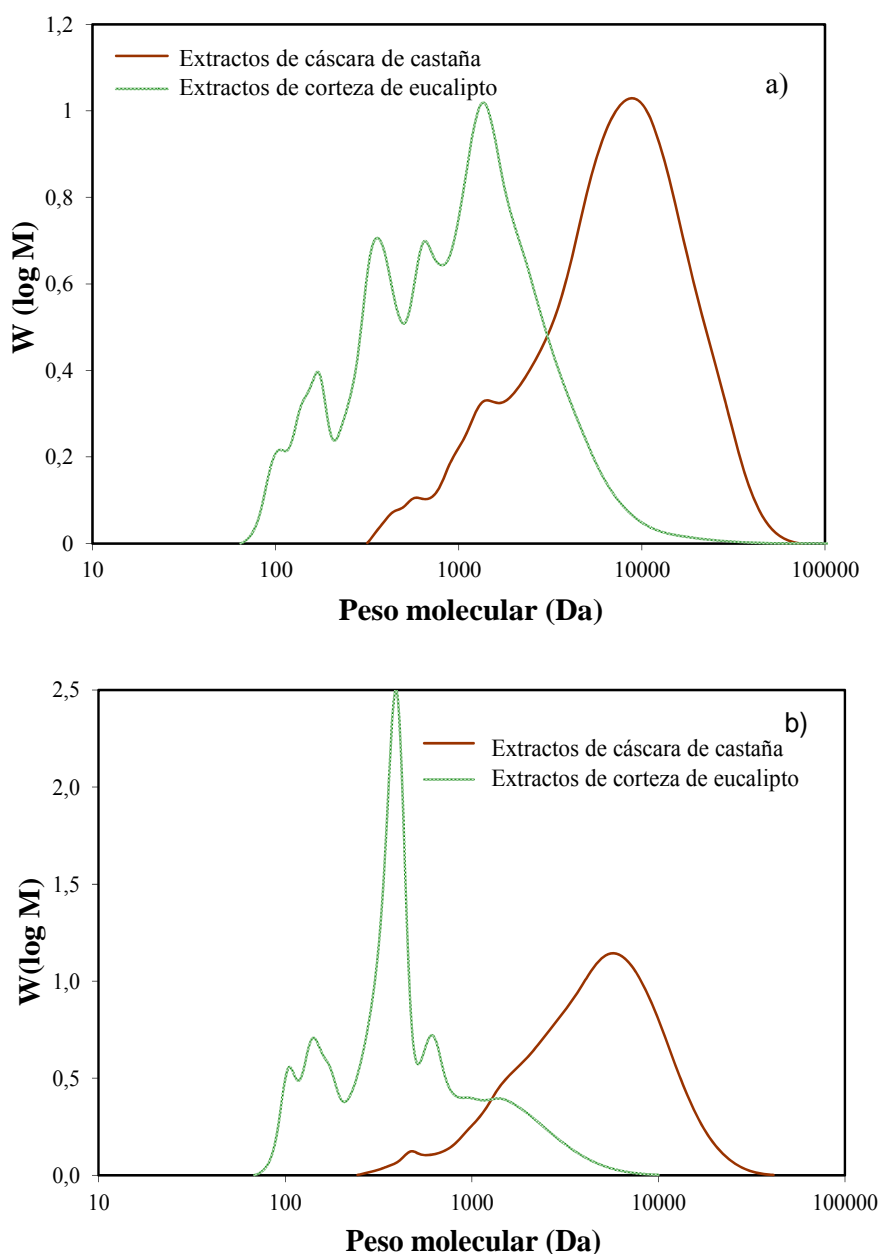 1,2
Extractos de cáscara de castaña
Extractos de corteza de eucalipto
a)
1
0,8
0,6
0,4
0,2
0
W (log M)
10
100
1000
10000
100000
Peso molecular (Da)
2,5
b)
Extractos de cáscara de castaña
Extractos de corteza de eucalipto
2,0
1,5
1,0
0,5
0,0
W(log M)
10
100
1000
10000
100000
Peso molecular (Da)